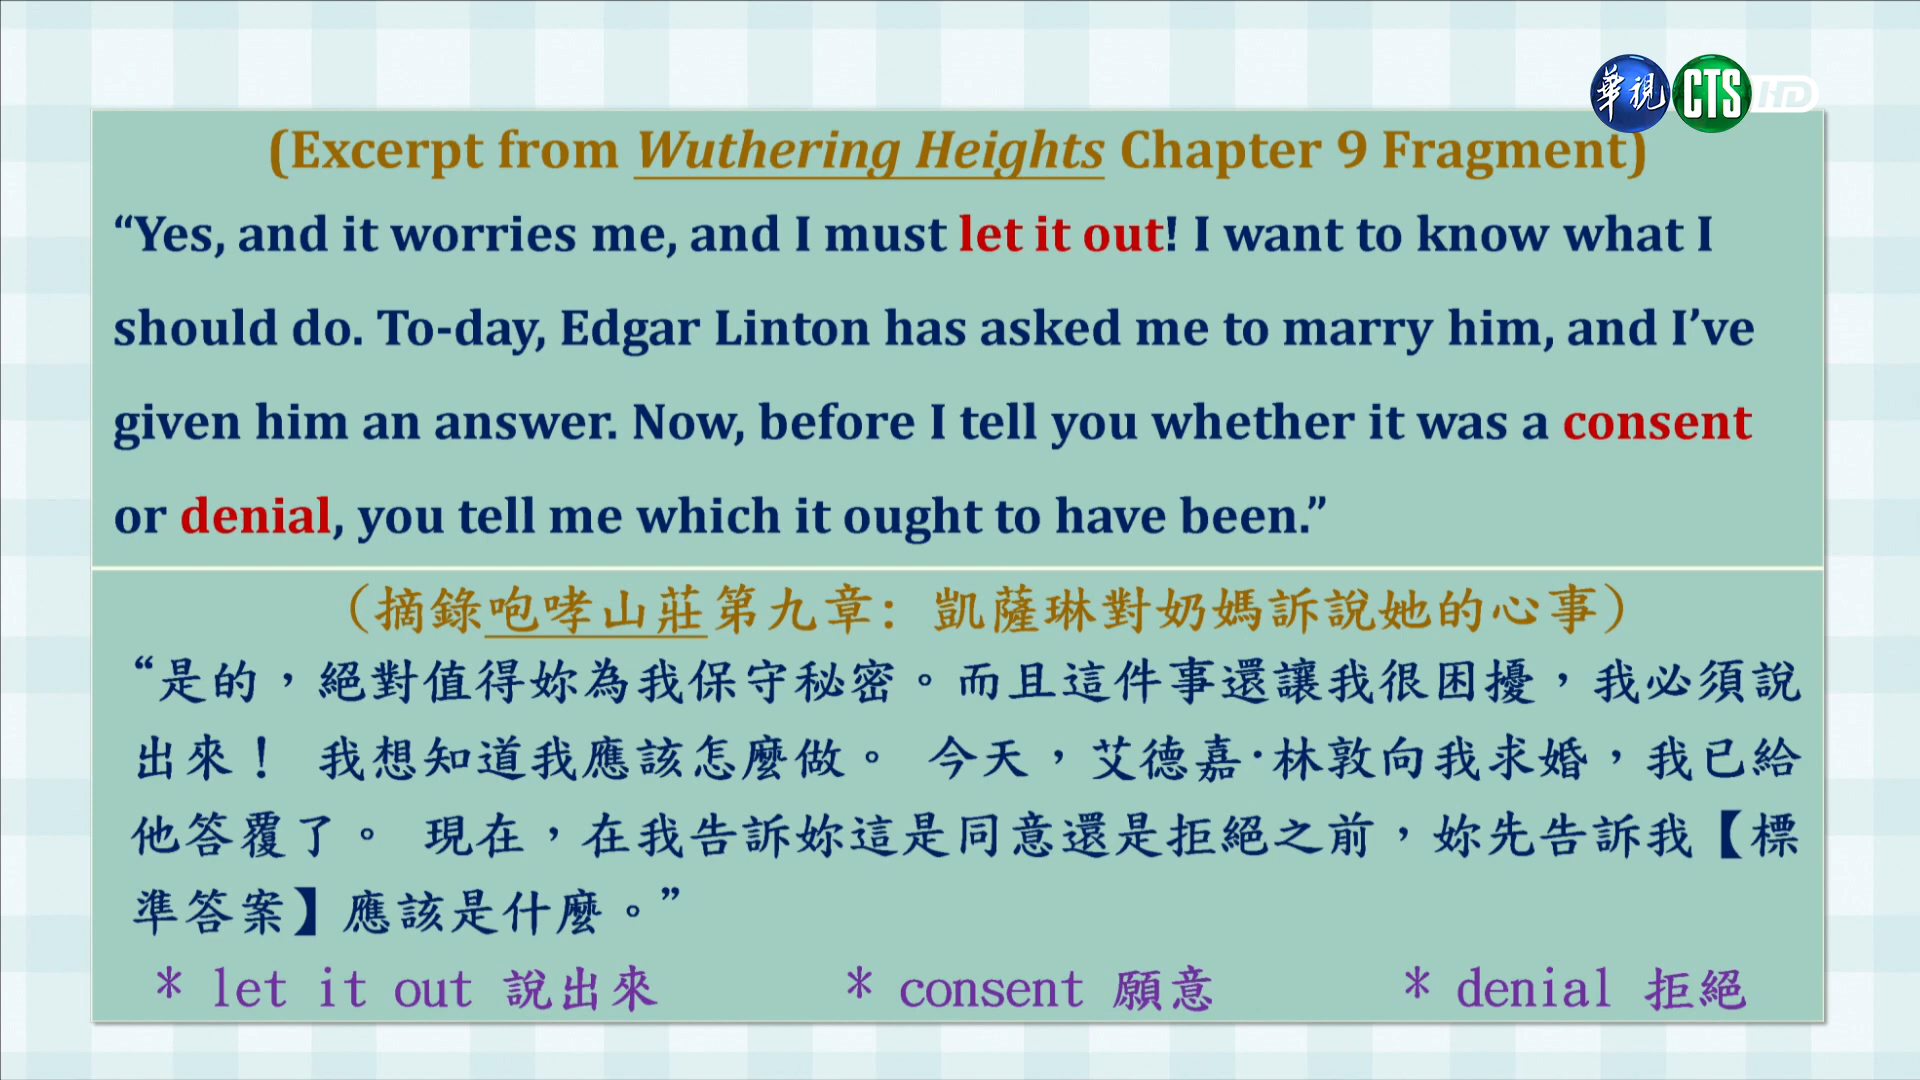 華視 CTS HD
(Excerpt from Wuthering Heights Chapter 9 Fragment)
“Yes, and it worries me, and I must let it out! I want to know what I
should do. To-day, Edgar Linton has asked me to marry him, and I’ve
given him an answer. Now, before I tell you whether it was a consent
or denial, you tell me which it ought to have been.”
(摘錄咆哮山莊第九章: 凱薩琳對奶媽訴說她的心事)
“是的，絕對值得妳為我保守秘密。而且這件事還讓我很困擾，我必須說
出來！ 我想知道我應該怎麼做。 今天，艾德嘉·林敦向我求婚，我已給
他答覆了。 現在，在我告訴妳這是同意還是拒絕之前，妳先告訴我【標
準答案】應該是什麼。”
* let it out 說出來 * consent 願意 * denial 拒絕